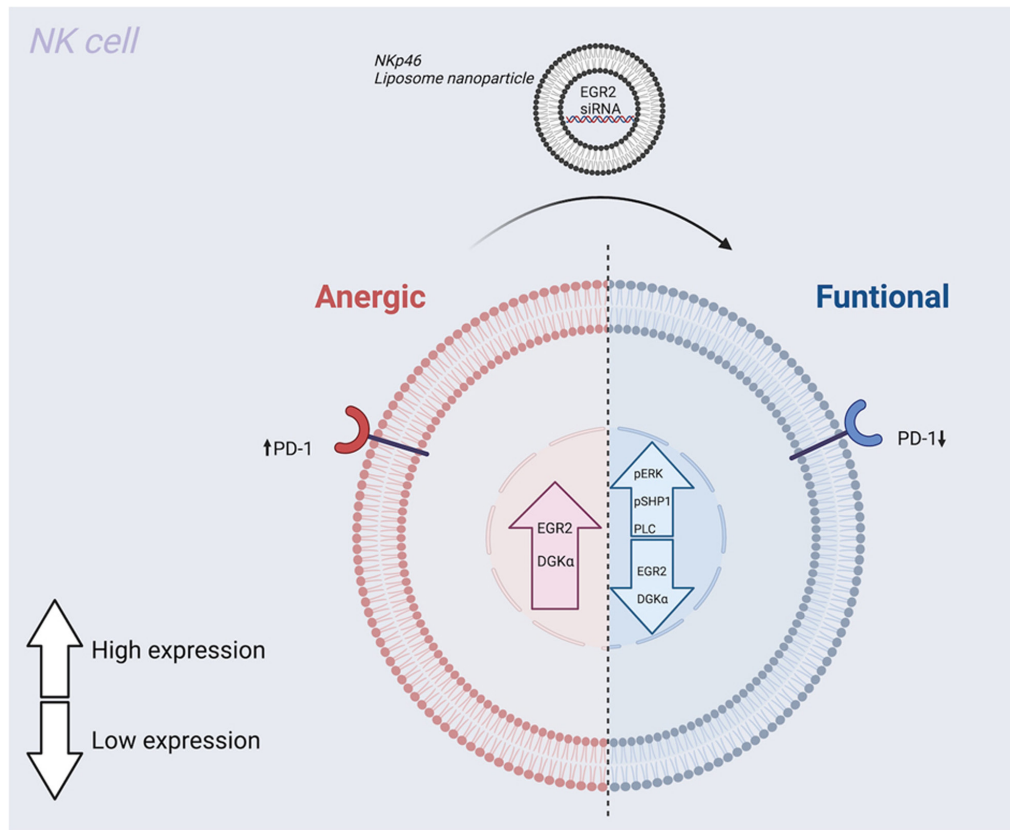 NK cell
NKp46
Liposome nanoparticle
EGR2
siRNA
Anergic
Funtional
PD-1
PD-1
pERK
pSHP1
PLC
EGR2
DGKα
EGR2
DGKα
High expression
Low expression